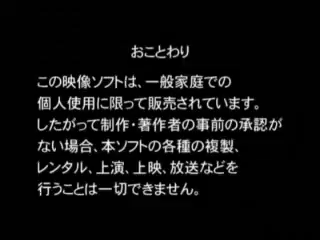 おことわり
この映像ソフトは、一般家庭での
個人使用に限って販売されています。
したがって制作・著作者の事前の承認が
ない場合、本ソフトの各種の複製、
レンタル、上演、上映、放送などを
行うことは一切できません。